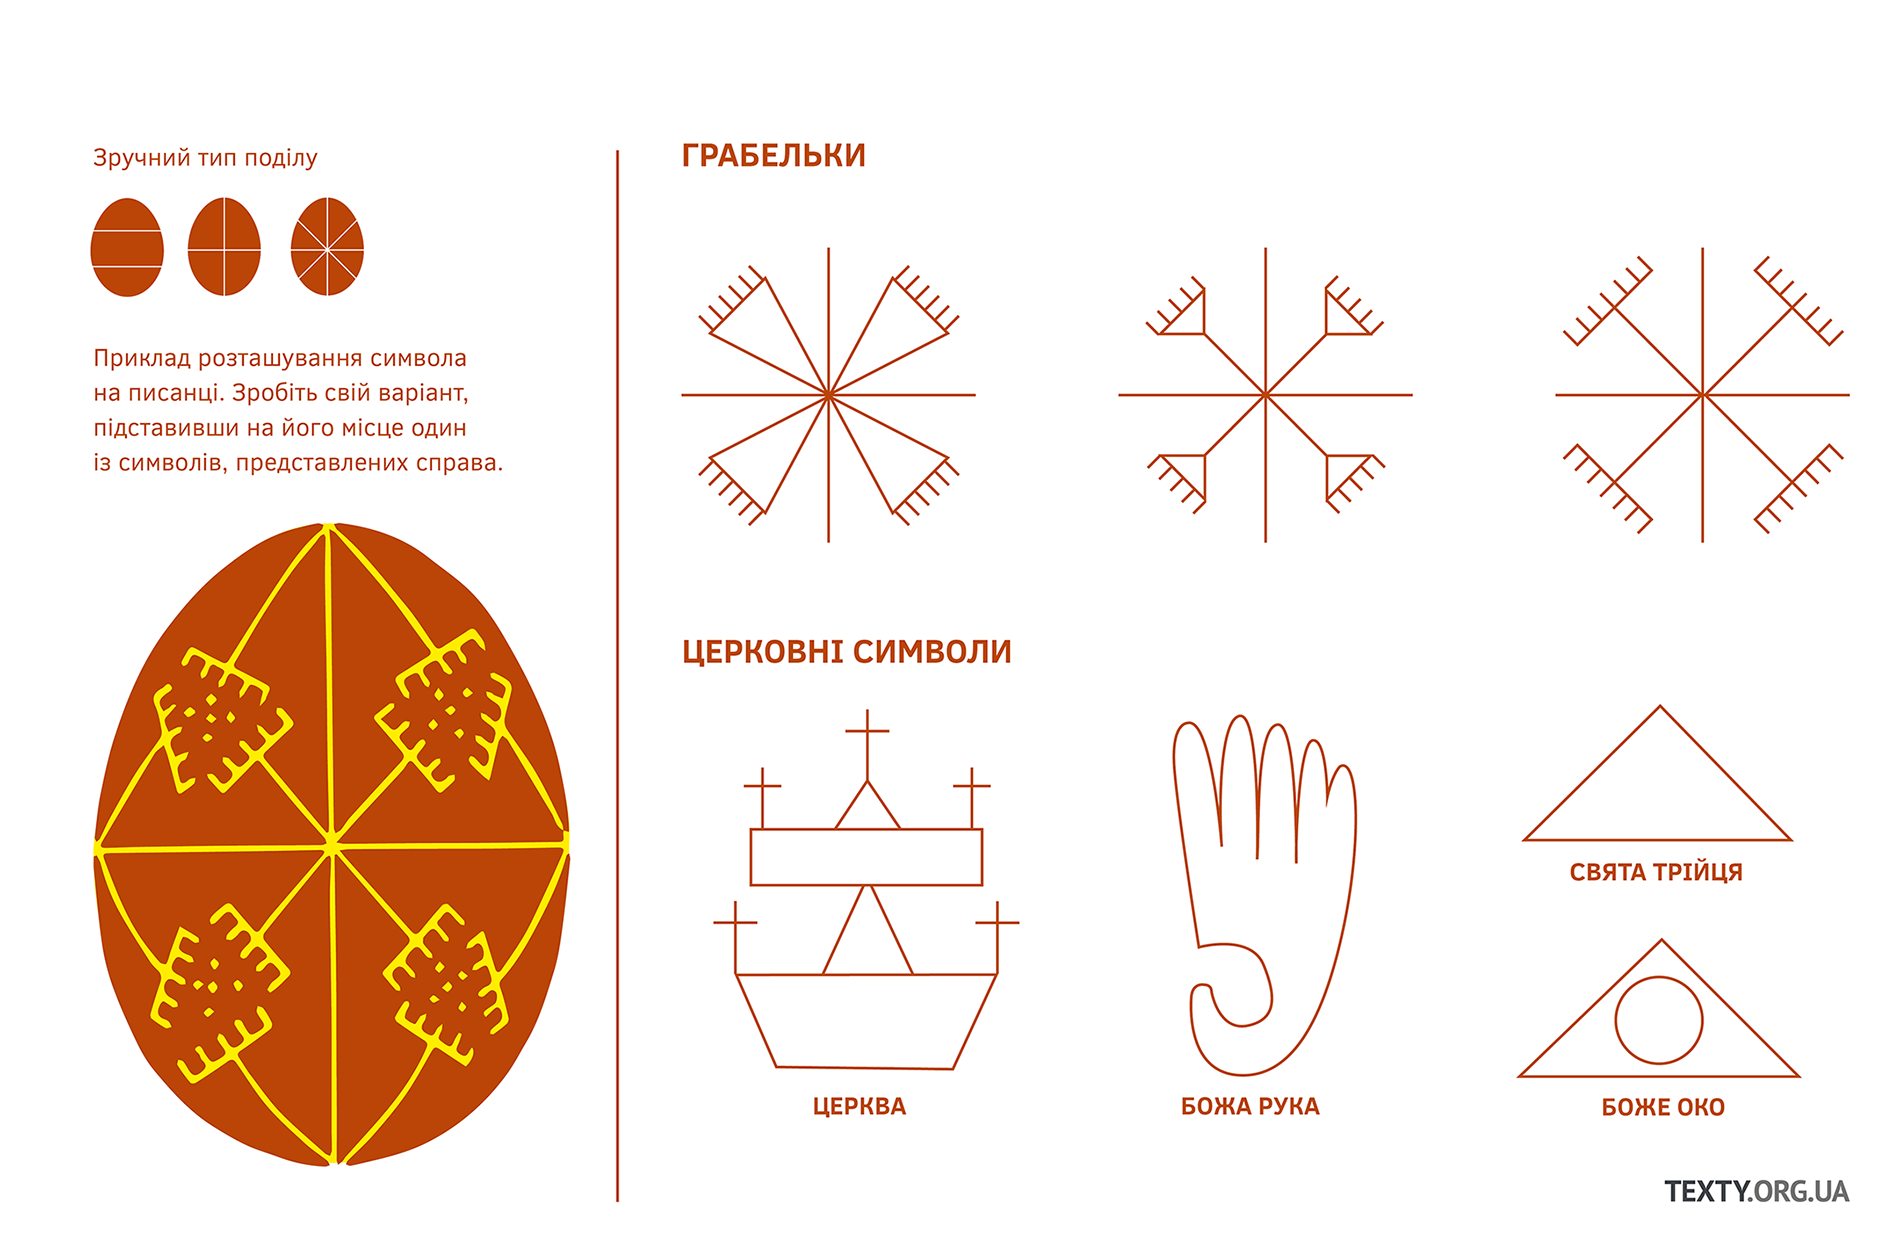 Зручний тип поділу
Приклад розташування символа
на писанці. Зробіть свій варіант,
підставивши на його місце один
із символів, представлених справа.
ГРАБЕЛЬКИ
ЦЕРКОВНІ СИМВОЛИ
ЦЕРКВА
БОЖА РУКА
СВЯТА ТРІЙЦЯ
БОЖЕ ОКО
TEXTY.ORG.UA